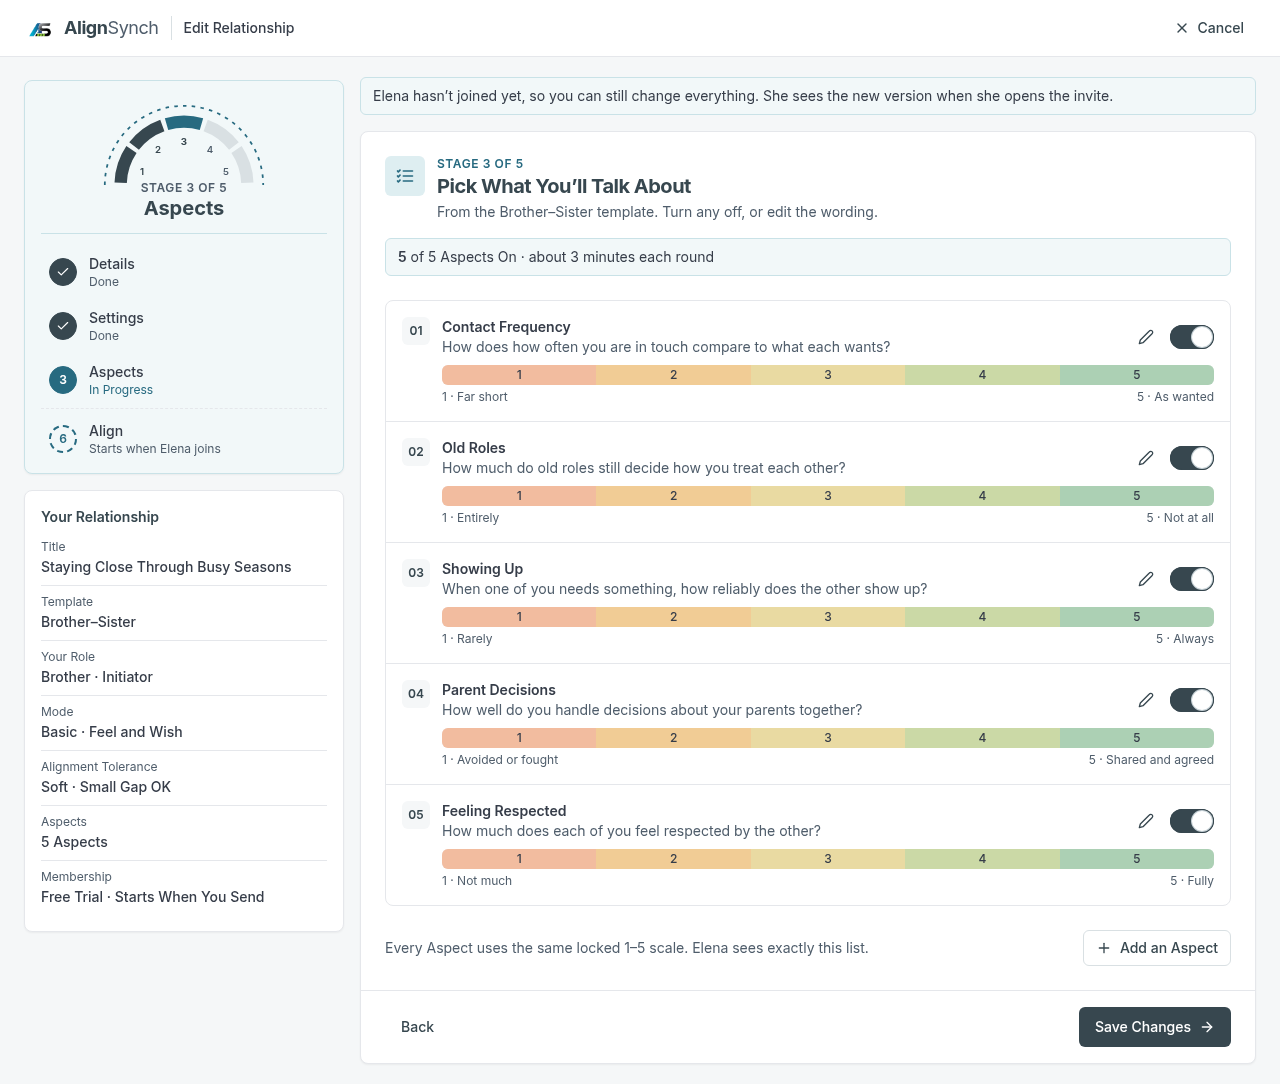 AlignSynch
Edit Relationship
Cancel
1
2
3
4
5
STAGE 3 OF 5
Aspects
Details
Done
Settings
Done
3
Aspects
In Progress
6
Align
Starts when Elena joins
Your Relationship
Title
Staying Close Through Busy Seasons
Template
Brother–Sister
Your Role
Brother · Initiator
Mode
Basic · Feel and Wish
Alignment Tolerance
Soft · Small Gap OK
Aspects
5 Aspects
Membership
Free Trial · Starts When You Send
Elena hasn’t joined yet, so you can still change everything. She sees the new version when she opens the invite.
STAGE 3 OF 5
Pick What You’ll Talk About
From the Brother–Sister template. Turn any off, or edit the wording.
5 of 5 Aspects On · about 3 minutes each round
01
Contact Frequency
How does how often you are in touch compare to what each wants?
1 2 3 4 5
1 · Far short
5 · As wanted
02
Old Roles
How much do old roles still decide how you treat each other?
1 2 3 4 5
1 · Entirely
5 · Not at all
03
Showing Up
When one of you needs something, how reliably does the other show up?
1 2 3 4 5
1 · Rarely
5 · Always
04
Parent Decisions
How well do you handle decisions about your parents together?
1 2 3 4 5
1 · Avoided or fought
5 · Shared and agreed
05
Feeling Respected
How much does each of you feel respected by the other?
1 2 3 4 5
1 · Not much
5 · Fully
Every Aspect uses the same locked 1–5 scale. Elena sees exactly this list.
Add an Aspect
Back
Save Changes